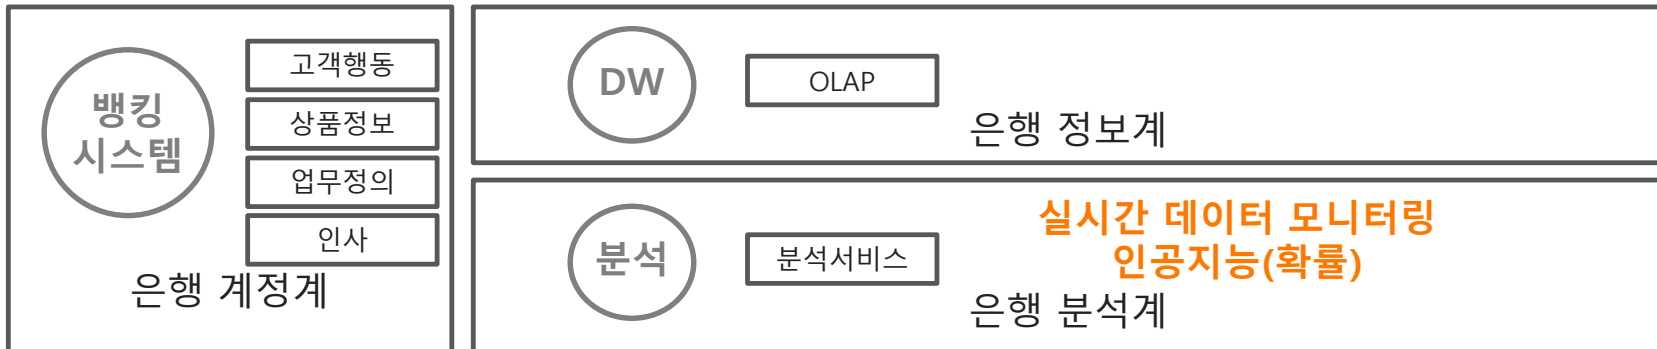 뱅킹
시스템
고객행동
상품정보
업무정의
인사
은행 계정계
DW
OLAP
은행 정보계
분석
분석서비스
실시간 데이터 모니터링
인공지능(확률)
은행 분석계